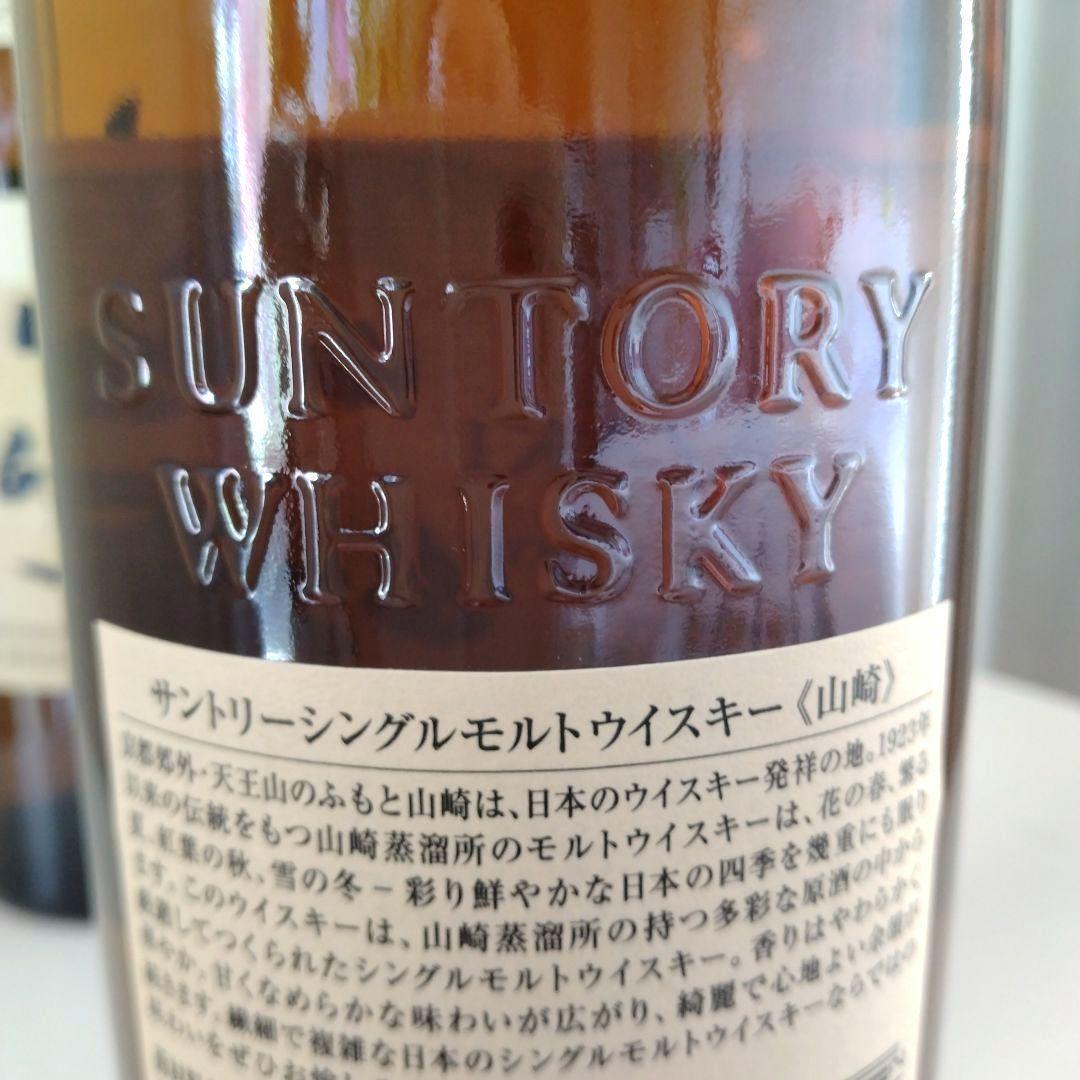 SUNTORY
WHISKY
サントリーシングルモルトウイスキー《山崎》
京都郊外・天王山のふもと山崎は、日本のウイスキー発祥の地。1923年
以来の伝統をもつ山崎蒸溜所のモルトウイスキーは、花の春、繁る
夏、紅葉の秋、雪の冬－彩り鮮やかな日本の四季を幾重にも限り
ます。このウイスキーは、山崎蒸溜所の持つ多彩な原酒の中から
厳選してつくられたシングルモルトウイスキー。香りはやわらかく
華やか。甘くなめらかな味わいが広がり、綺麗で心地よい余韻が
続きます。繊細で複雑な日本のシングルモルトウイスキーならではの
味わいをぜひお愉し